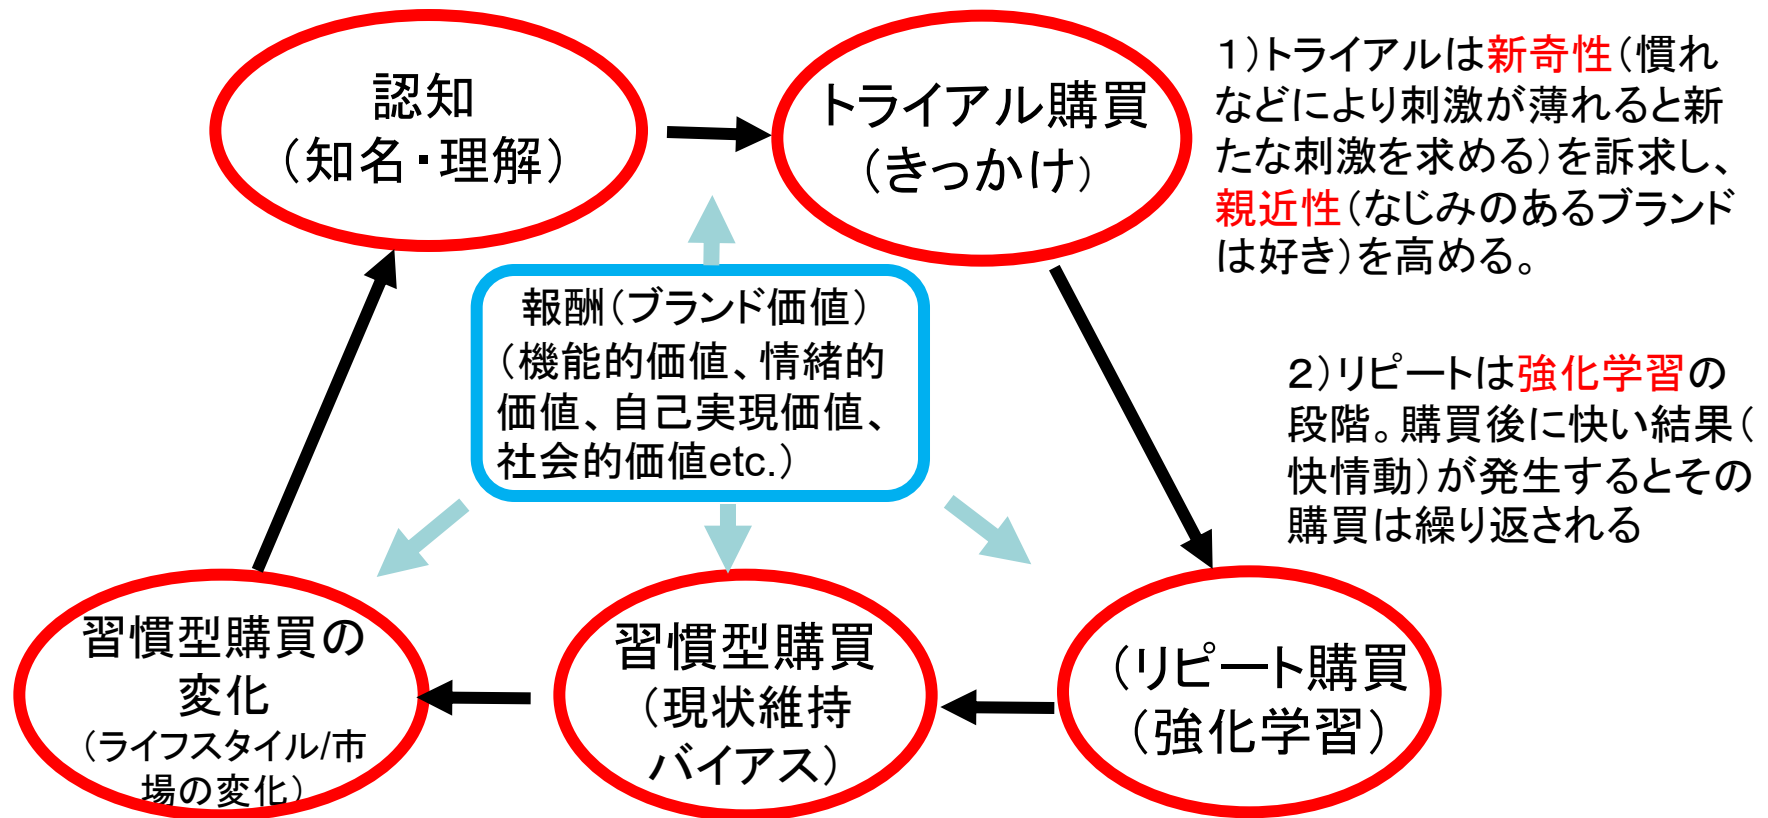 認知
（知名・理解）
トライアル購買
（きっかけ）
1）トライアルは新奇性（慣れ
などにより刺激が薄れると新
たな刺激を求める）を訴求し、
親近性（なじみのあるブランド
は好き）を高める。
報酬（ブランド価値）
（機能的価値、情緒的
価値、自己実現価値、
社会的価値etc.）
2）リピートは強化学習の
段階。購買後に快い結果（
快情動）が発生するとその
購買は繰り返される
習慣型購買の
変化
（ライフスタイル/市
場の変化）
習慣型購買
（現状維持
バイアス）
（リピート購買
（強化学習）